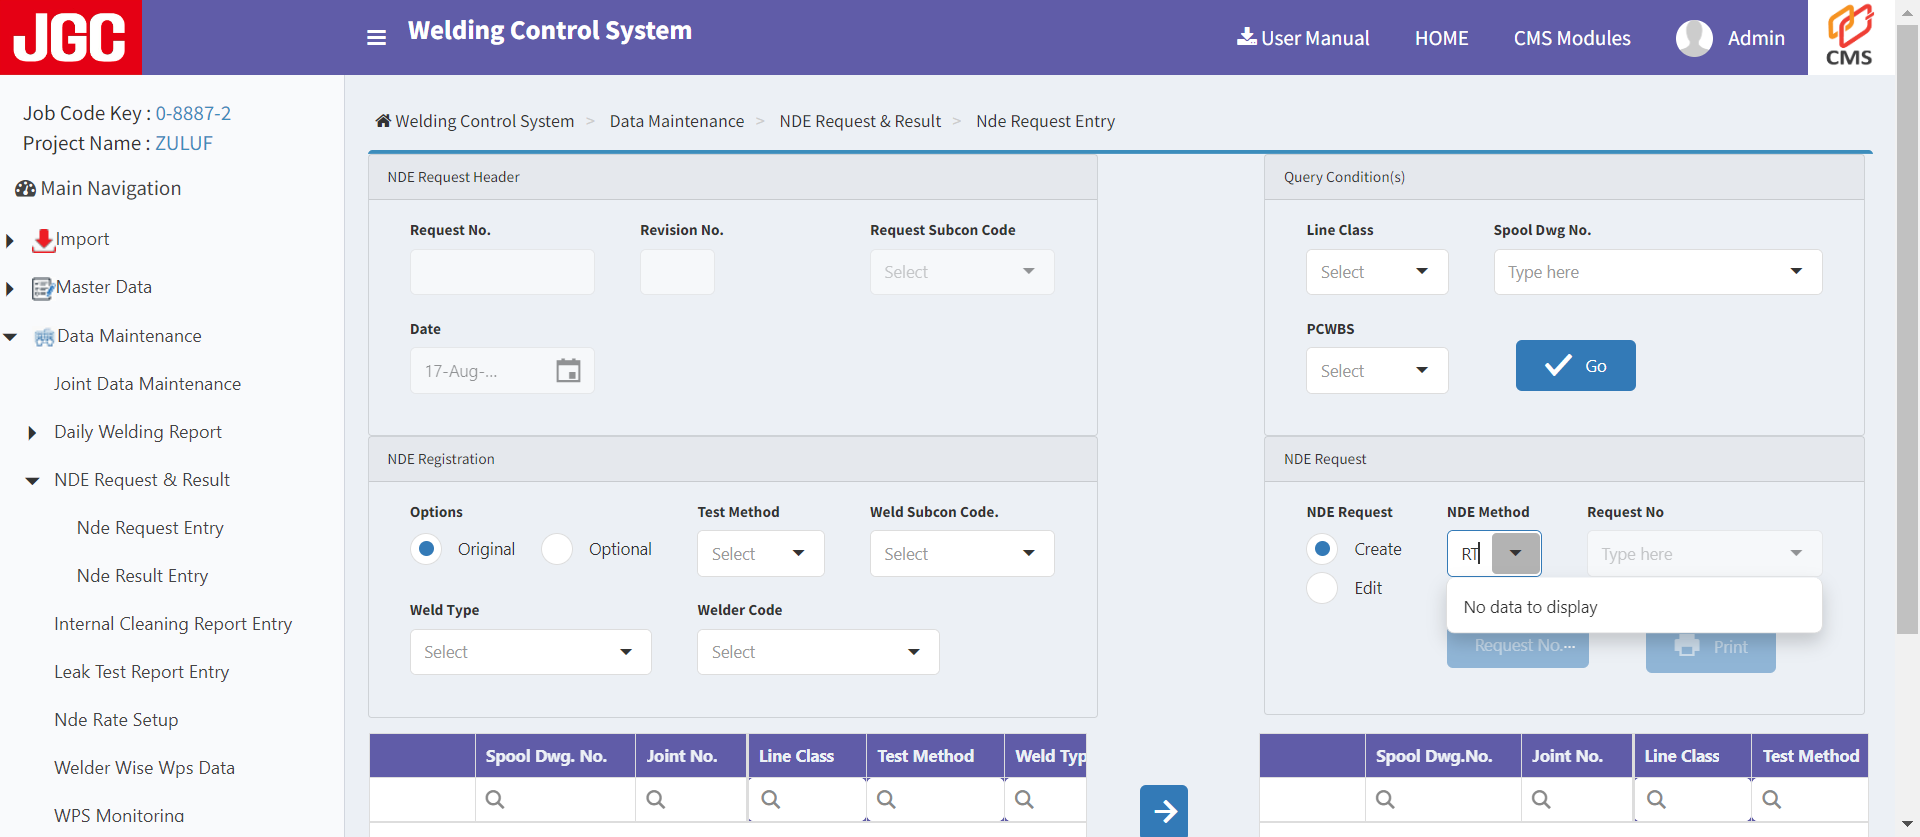 JGC
Welding Control System
User Manual
HOME
CMS Modules
Admin
CMS
Job Code Key : 0-8887-2
Project Name : ZULUF
Main Navigation
Import
Master Data
Data Maintenance
Joint Data Maintenance
Daily Welding Report
NDE Request & Result
Nde Request Entry
Nde Result Entry
Internal Cleaning Report Entry
Leak Test Report Entry
Nde Rate Setup
Welder Wise Wps Data
WPS Monitoring
Welding Control System > Data Maintenance > NDE Request & Result > Nde Request Entry
NDE Request Header
Request No. Revision No. Request Subcon Code
Select
Date
17-Aug-...
Query Condition(s)
Line Class Spool Dwg No.
Select Type here
PCWBS
Select Go
NDE Registration
Options Test Method Weld Subcon Code.
Original Optional Select Select
Weld Type Welder Code
Select Select
NDE Request
NDE Request NDE Method Request No
Create RT Type here
Edit
No data to display
Request No.... Print
Spool Dwg. No. Joint No. Line Class Test Method Weld Typ
Spool Dwg.No. Joint No. Line Class Test Method